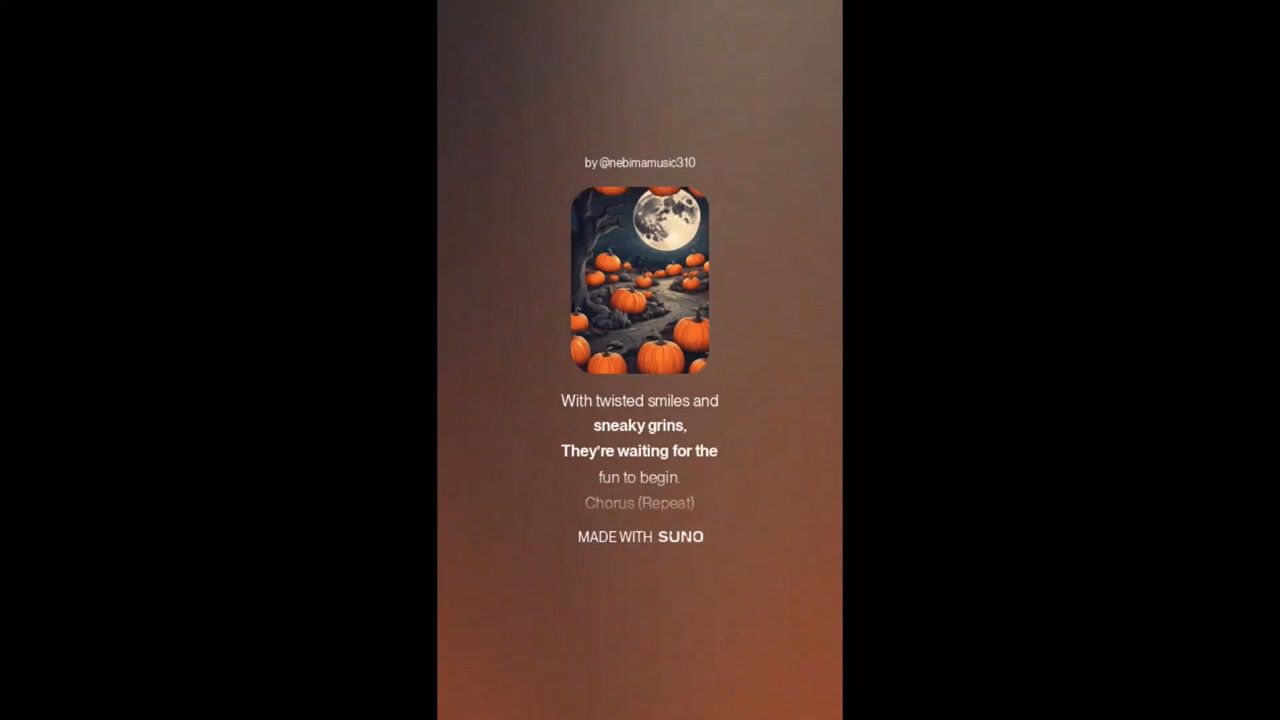 by @nebimamusic310
With twisted smiles and
sneaky grins,
They're waiting for the
fun to begin.
Chorus (Repeat)
MADE WITH SUNO